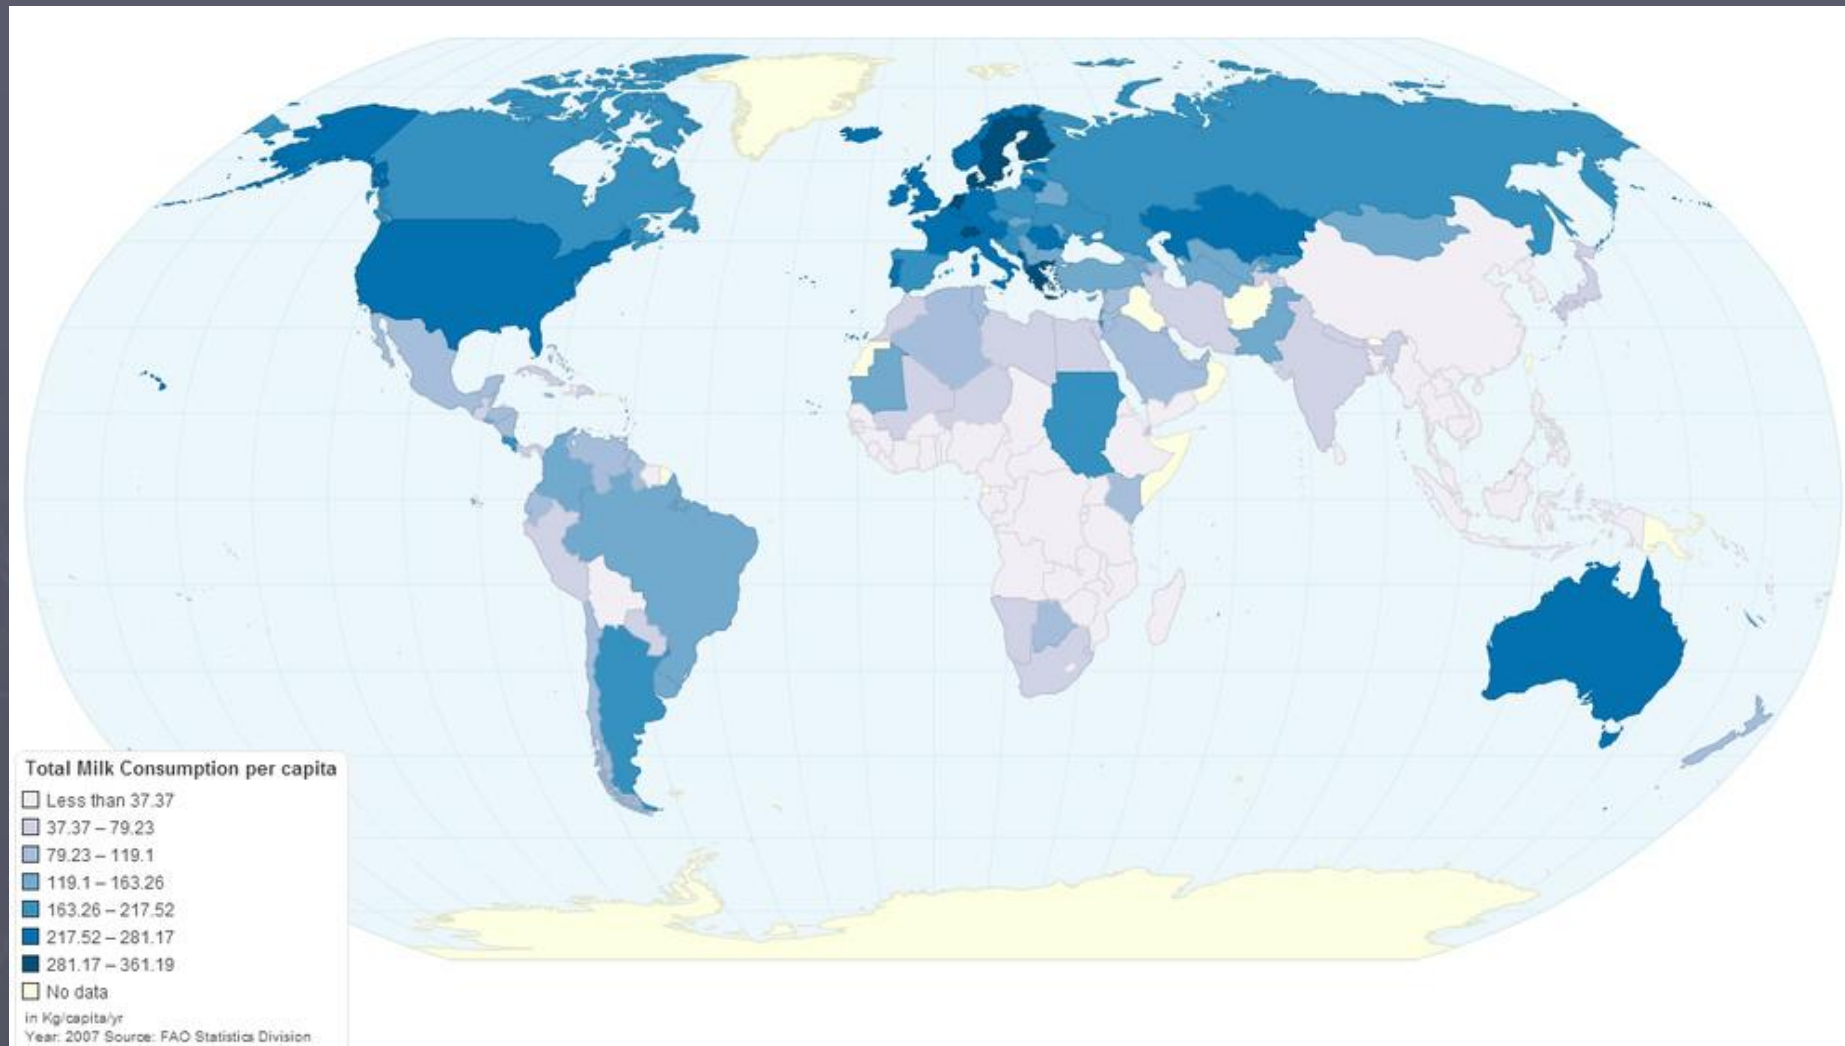 Total Milk Consumption per capita
Less than 37.37
37.37 – 79.23
79.23 – 119.1
119.1 – 163.26
163.26 – 217.52
217.52 – 281.17
281.17 – 361.19
No data
in Kg/capita/yr
Year: 2007 Source: FAO Statistics Division